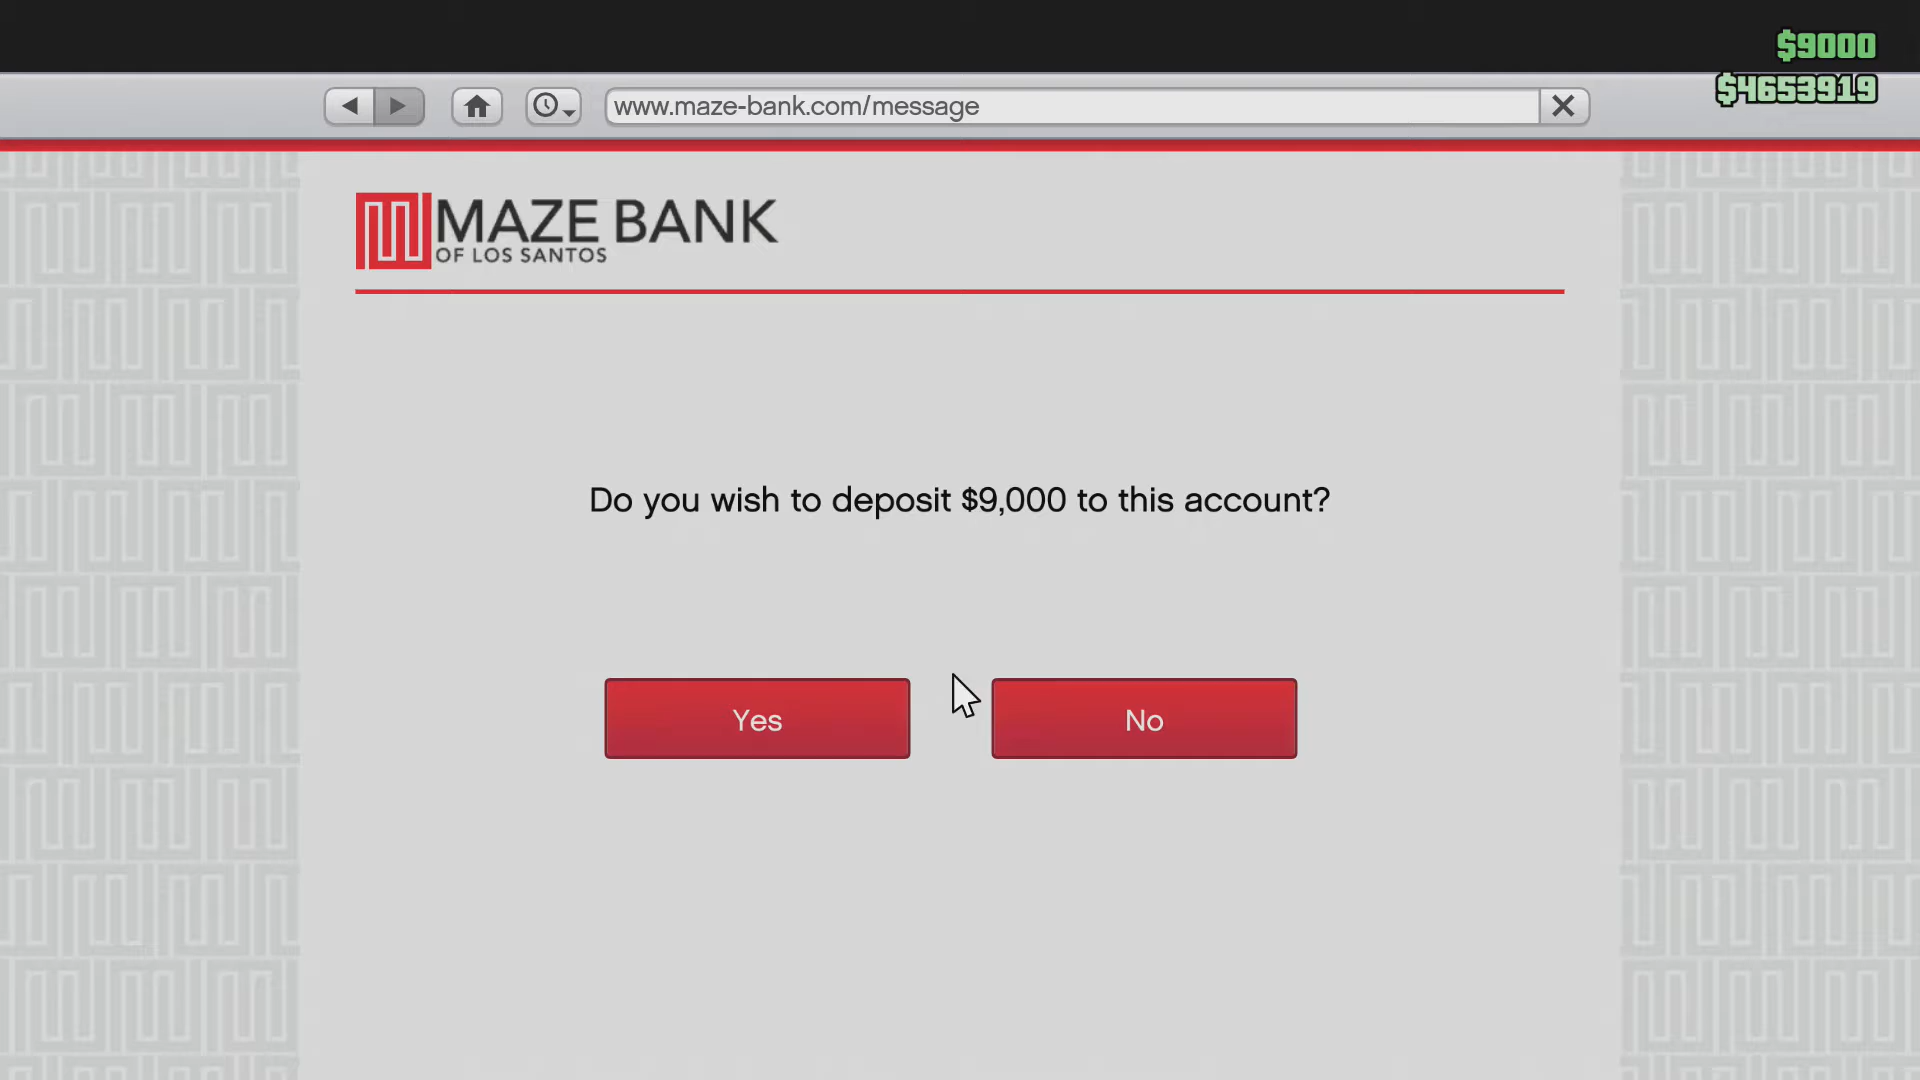 $9000
$4653919
www.maze-bank.com/message
MAZE BANK
OF LOS SANTOS
Do you wish to deposit $9,000 to this account?
Yes
No